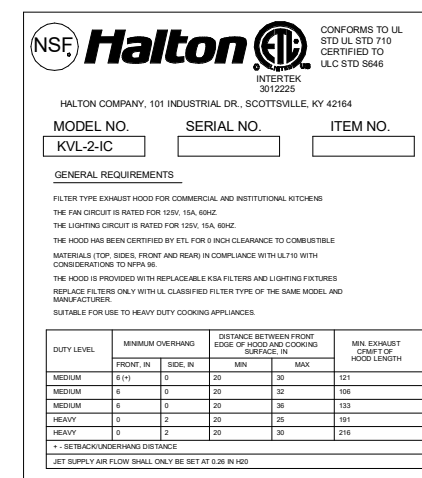 NSF® Halton ETL
LISTED US
INTERTEK
3012225
CONFORMS TO UL
STD UL STD 710
CERTIFIED TO
ULC STD S646
HALTON COMPANY, 101 INDUSTRIAL DR., SCOTTSVILLE, KY 42164
MODEL NO. SERIAL NO. ITEM NO.
KVL-2-IC
GENERAL REQUIREMENTS
FILTER TYPE EXHAUST HOOD FOR COMMERCIAL AND INSTITUTIONAL KITCHENS
THE FAN CIRCUIT IS RATED FOR 125V, 15A, 60HZ.
THE LIGHTING CIRCUIT IS RATED FOR 125V, 15A, 60HZ.
THE HOOD HAS BEEN CERTIFIED BY ETL FOR 0 INCH CLEARANCE TO COMBUSTIBLE
MATERIALS (TOP, SIDES, FRONT AND REAR) IN COMPLIANCE WITH UL710 WITH
CONSIDERATIONS TO NFPA 96.
THE HOOD IS PROVIDED WITH REPLACEABLE KSA FILTERS AND LIGHTING FIXTURES
REPLACE FILTERS ONLY WITH UL CLASSIFIED FILTER TYPE OF THE SAME MODEL AND
MANUFACTURER.
SUITABLE FOR USE TO HEAVY DUTY COOKING APPLIANCES.
DUTY LEVEL
MINIMUM OVERHANG
DISTANCE BETWEEN FRONT
EDGE OF HOOD AND COOKING
SURFACE, IN
MIN. EXHAUST
CFM/FT OF
HOOD LENGTH
FRONT, IN SIDE, IN MIN MAX
MEDIUM 6 (+) 0 20 30 121
MEDIUM 6 0 20 32 106
MEDIUM 6 0 20 36 133
HEAVY 0 2 20 25 191
HEAVY 0 2 20 30 216
+ - SETBACK/UNDERHANG DISTANCE
JET SUPPLY AIR FLOW SHALL ONLY BE SET AT 0.26 IN H20